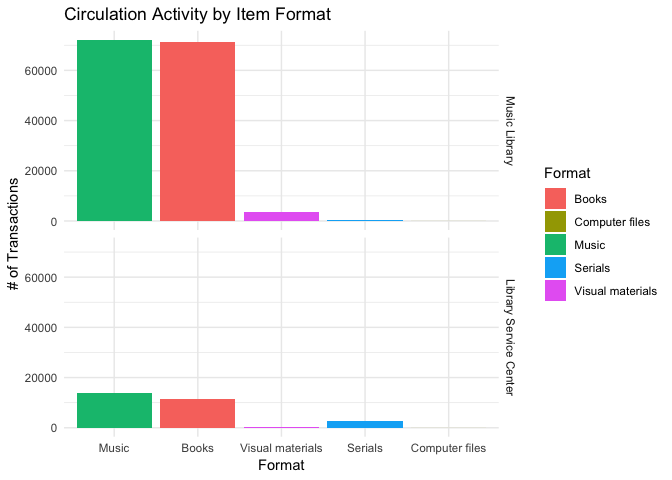 Circulation Activity by Item Format
# of Transactions
60000
40000
20000
0
Music Library
60000
40000
20000
0
Library Service Center
Music
Books
Visual materials
Serials
Computer files
Format
Format
Books
Computer files
Music
Serials
Visual materials